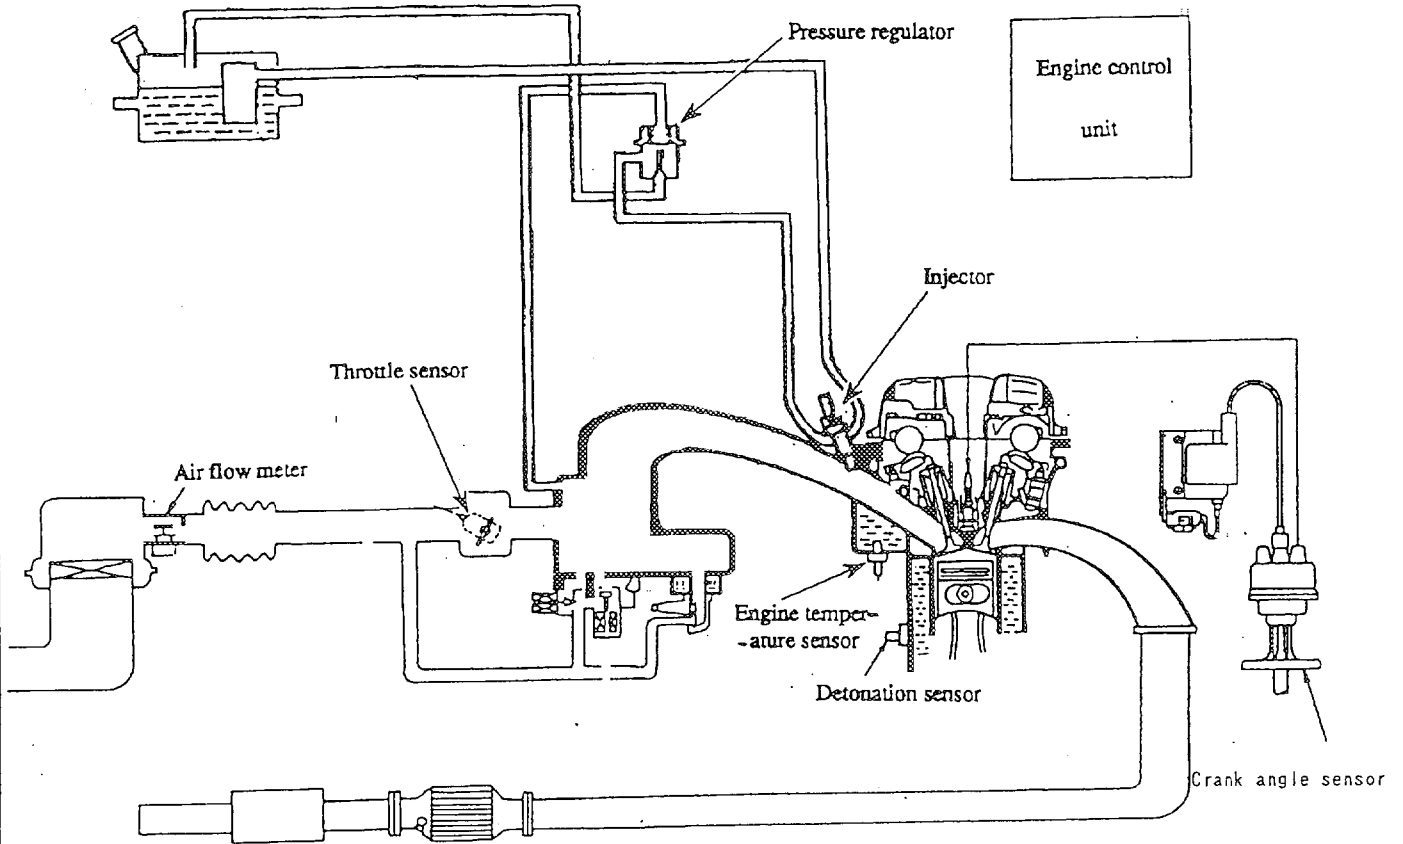 Pressure regulator
Engine control
unit
Injector
Throttle sensor
Air flow meter
Engine temper-
-ature sensor
Detonation sensor
Crank angle sensor